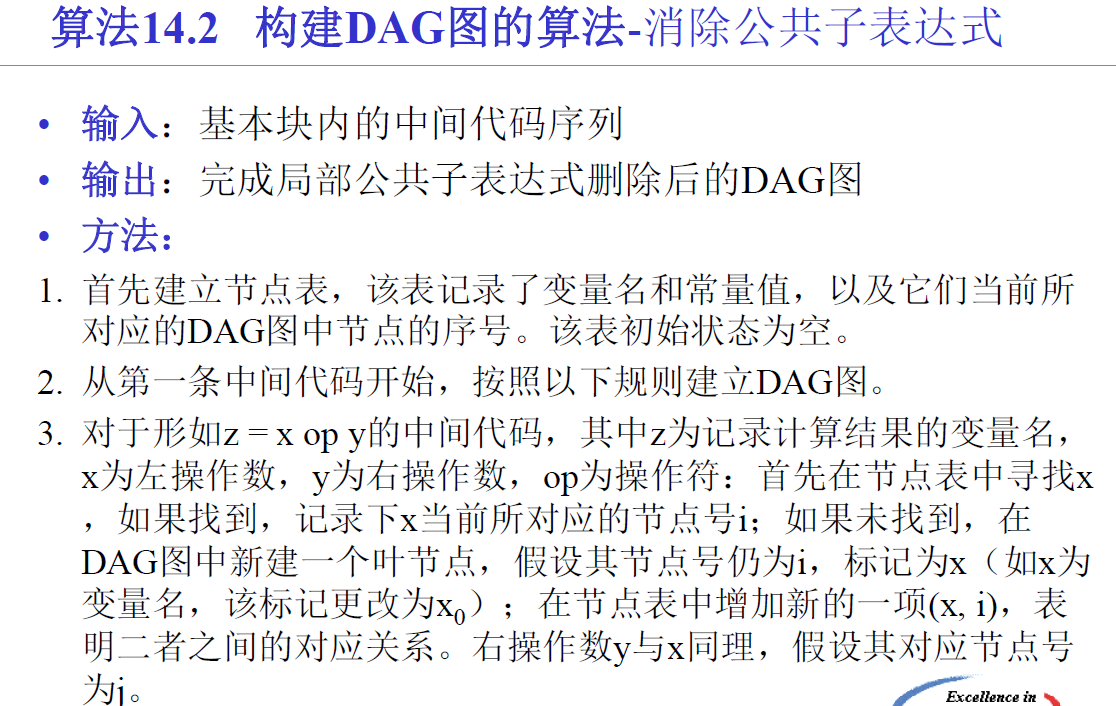 算法14.2 构建DAG图的算法-消除公共子表达式
• 输入：基本块内的中间代码序列
• 输出：完成局部公共子表达式删除后的DAG图
• 方法：
1. 首先建立节点表，该表记录了变量名和常量值，以及它们当前所
对应的DAG图中节点的序号。该表初始状态为空。
2. 从第一条中间代码开始，按照以下规则建立DAG图。
3. 对于形如z = x op y的中间代码，其中z为记录计算结果的变量名，
x为左操作数，y为右操作数，op为操作符：首先在节点表中寻找x
，如果找到，记录下x当前所对应的节点号i；如果未找到，在
DAG图中新建一个叶节点，假设其节点号仍为i，标记为x（如x为
变量名，该标记更改为x₀）；在节点表中增加新的一项(x, i)，表
明二者之间的对应关系。右操作数y与x同理，假设其对应节点号
为j。
Excellence in